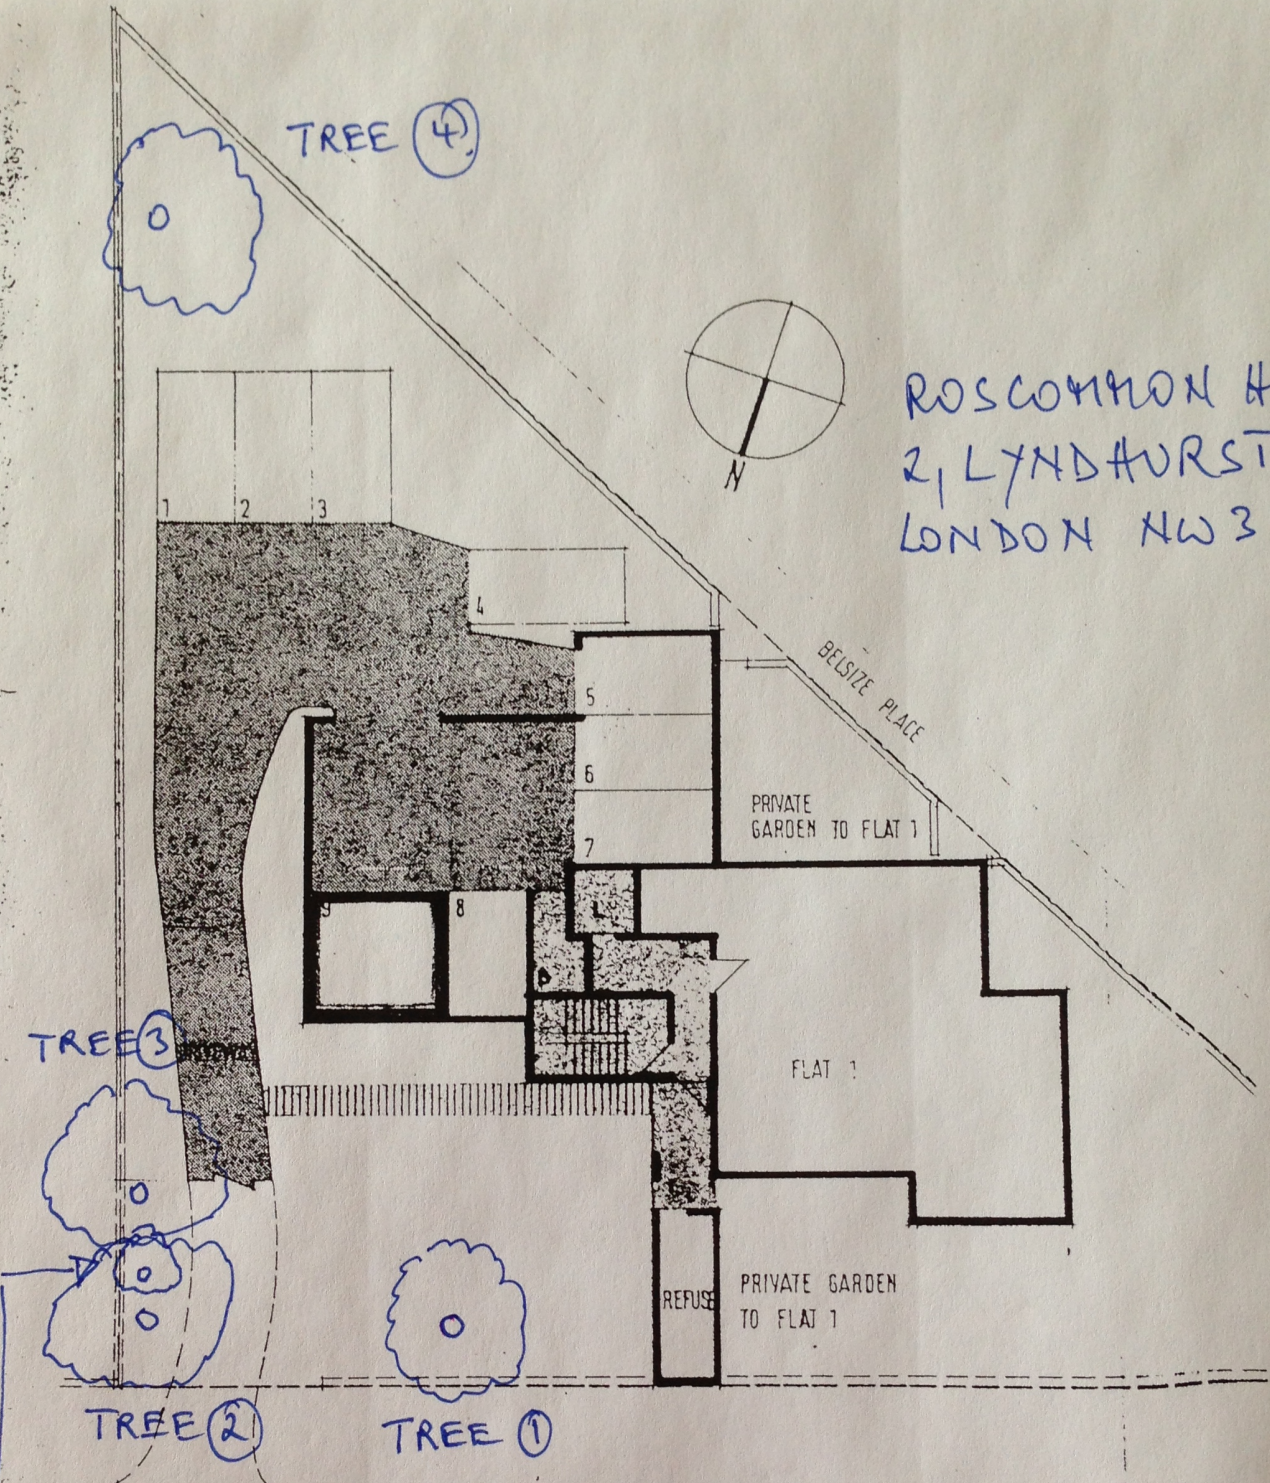 TREE 4
ROSCOMMON H
2, LYNDHURST
LONDON NW3
N
1
2
3
4
5
6
7
8
9
BELSIZE PLACE
PRIVATE
GARDEN TO FLAT 1
L
FLAT 1
TREE 3
REFUSE
PRIVATE GARDEN
TO FLAT 1
TREE 2
TREE 1